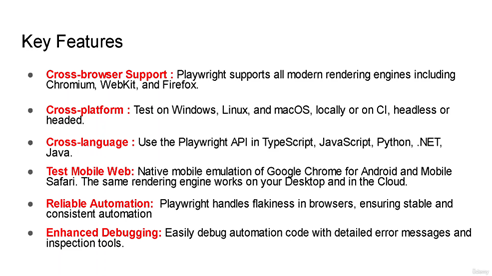 Key Features
● Cross-browser Support : Playwright supports all modern rendering engines including
Chromium, WebKit, and Firefox.
● Cross-platform : Test on Windows, Linux, and macOS, locally or on CI, headless or
headed.
● Cross-language : Use the Playwright API in TypeScript, JavaScript, Python, .NET,
Java.
● Test Mobile Web: Native mobile emulation of Google Chrome for Android and Mobile
Safari. The same rendering engine works on your Desktop and in the Cloud.
● Reliable Automation: Playwright handles flakiness in browsers, ensuring stable and
consistent automation
● Enhanced Debugging: Easily debug automation code with detailed error messages and
inspection tools.
Udemy